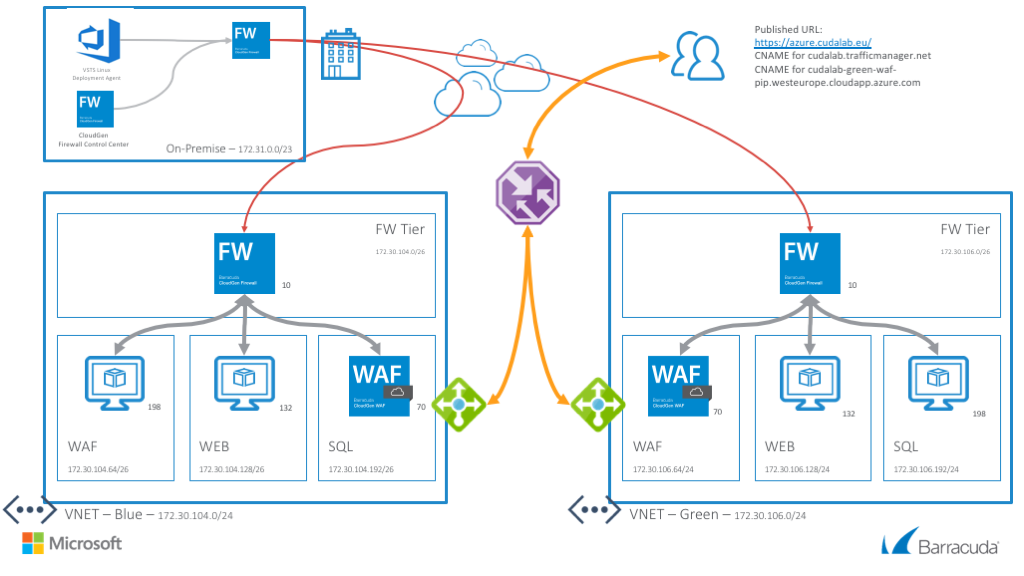 VSTS Linux
Deployment Agent
FW
Barracuda
CloudGen Firewall
FW
CloudGen
Firewall Control Center
On-Premise – 172.31.0.0/23
Published URL:
https://azure.cudalab.eu/
CNAME for cudalab.trafficmanager.net
CNAME for cudalab-green-waf-
pip.westeurope.cloudapp.azure.com
FW Tier
172.30.104.0/26
FW
Barracuda
CloudGen Firewall
10
198
WAF
172.30.104.64/26
132
WEB
172.30.104.128/26
WAF
Barracuda
CloudGen WAF
70
SQL
172.30.104.192/26
VNET – Blue – 172.30.104.0/24
FW Tier
172.30.106.0/26
FW
Barracuda
CloudGen Firewall
10
WAF
Barracuda
CloudGen WAF
70
WAF
172.30.106.64/24
132
WEB
172.30.106.128/24
198
SQL
172.30.106.192/24
VNET – Green – 172.30.106.0/24
Microsoft
Barracuda